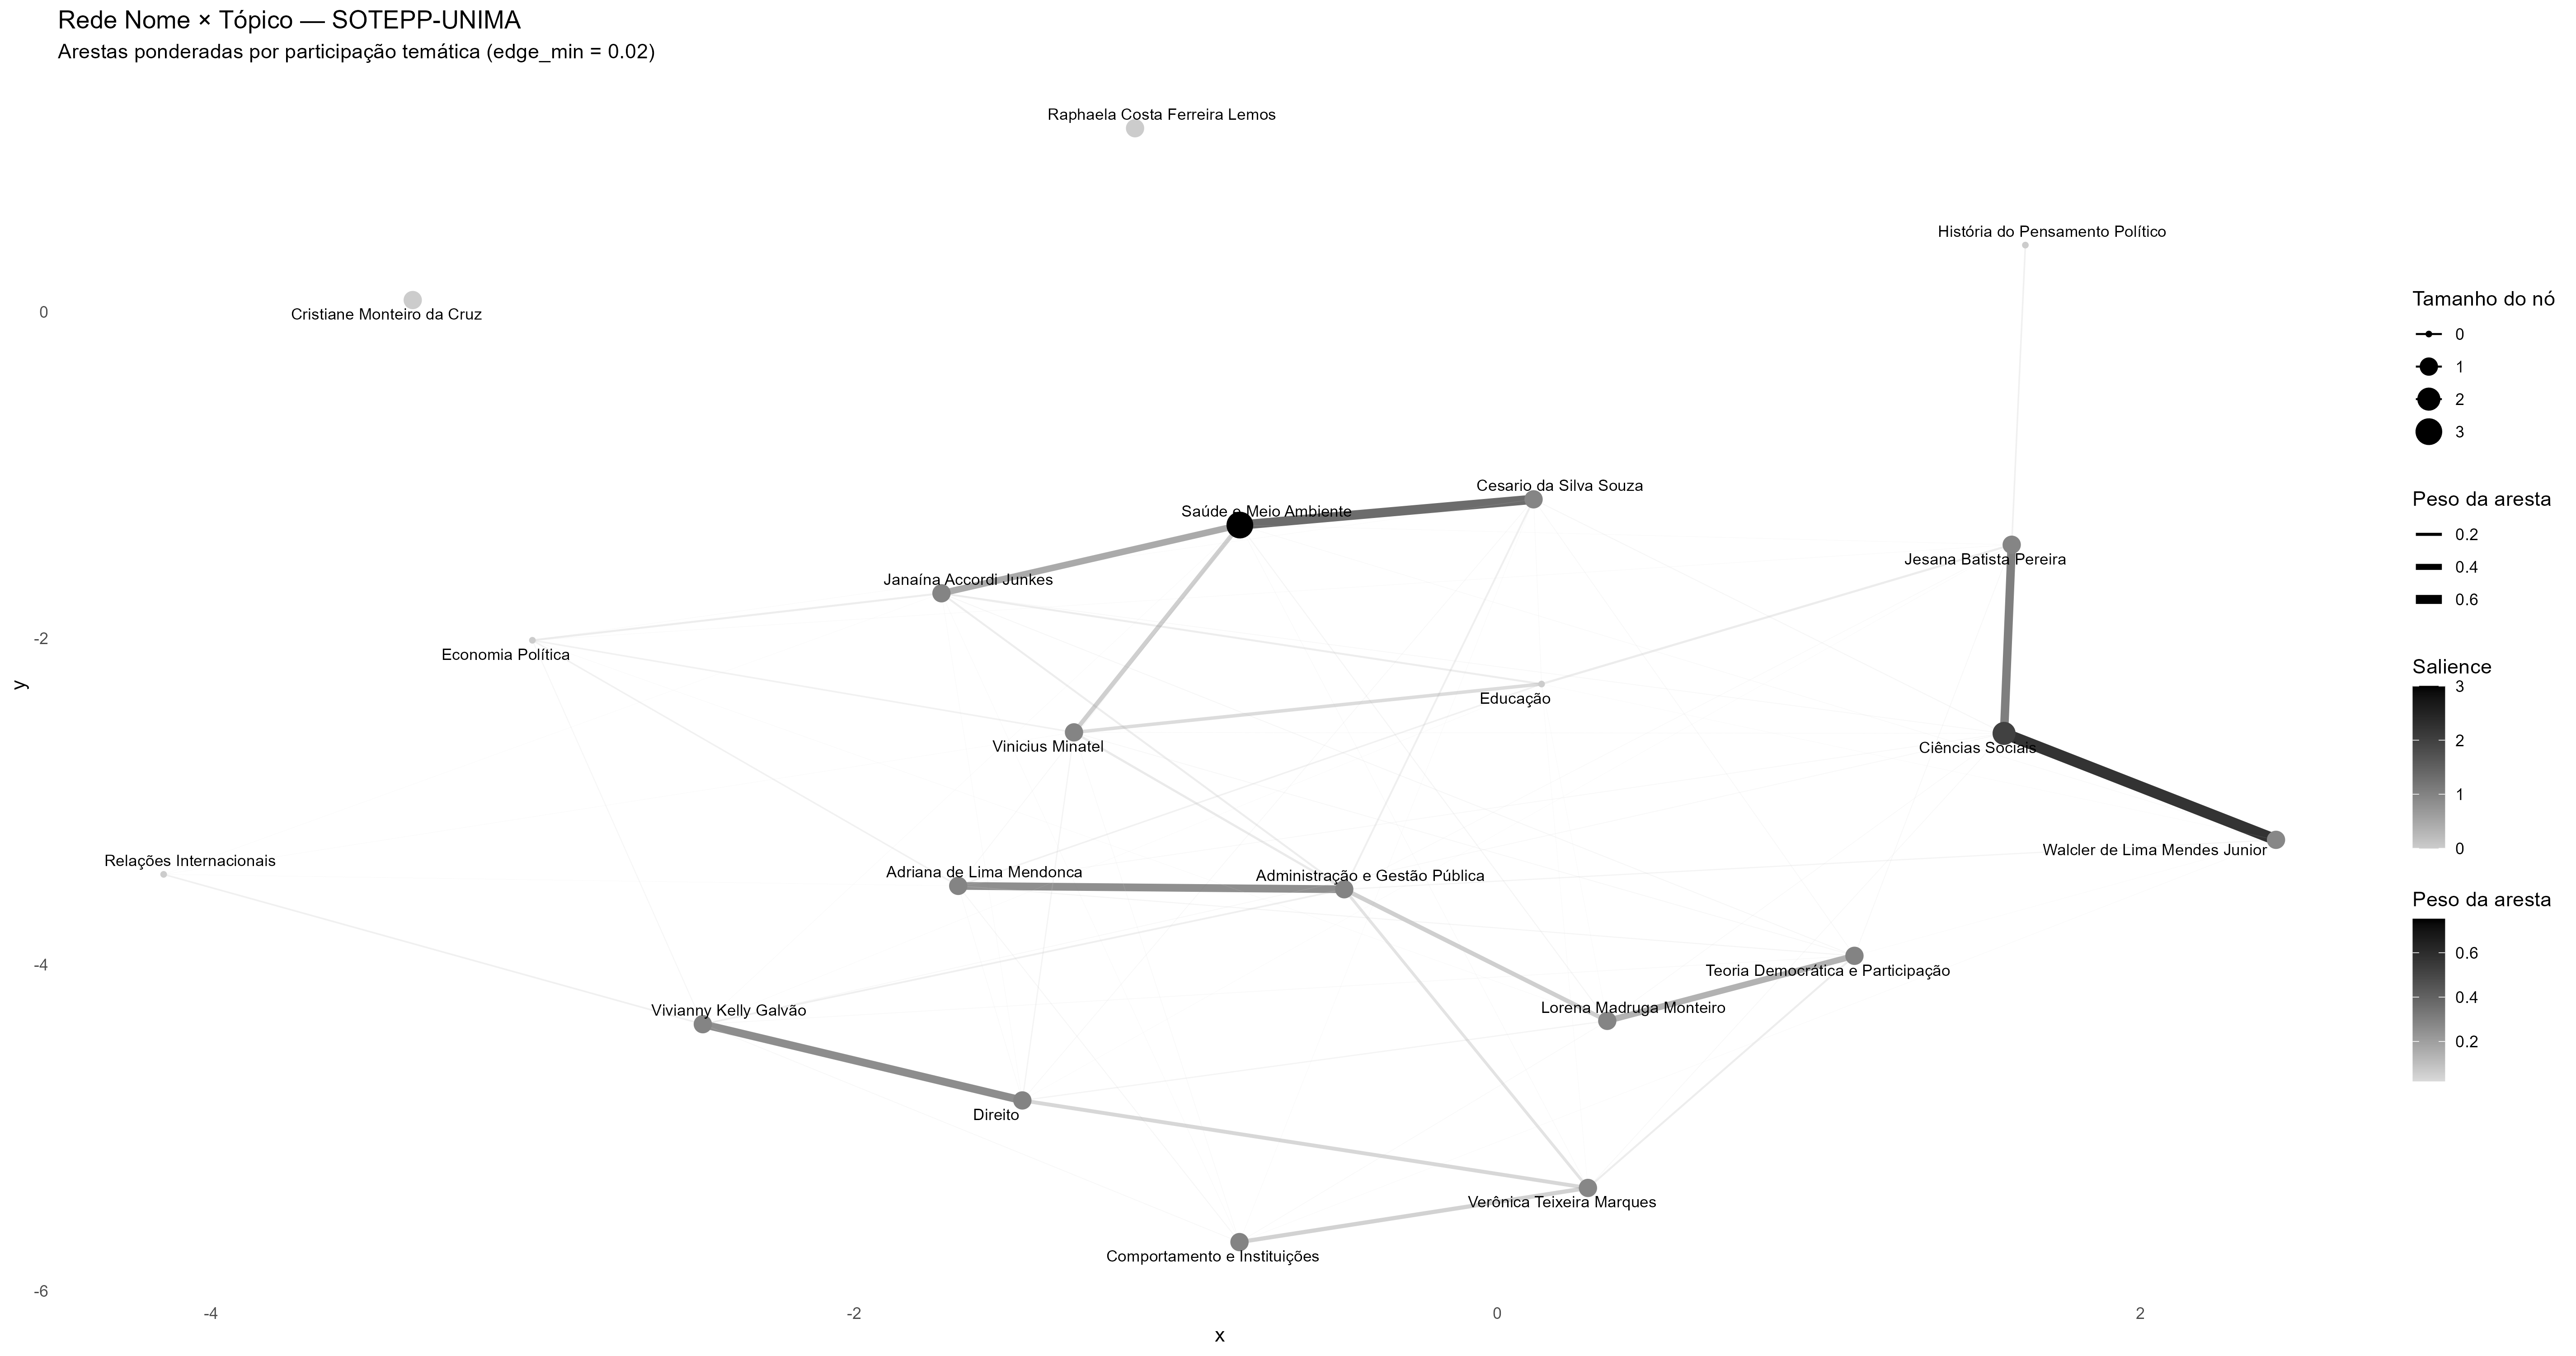 Rede Nome × Tópico — SOTEPP-UNIMA
Arestas ponderadas por participação temática (edge_min = 0.02)
Raphaela Costa Ferreira Lemos
História do Pensamento Político
Cristiane Monteiro da Cruz
Cesario da Silva Souza
Saúde e Meio Ambiente
Jesana Batista Pereira
Janaína Accordi Junkes
Economia Política
Educação
Vinicius Minatel
Ciências Sociais
Walcler de Lima Mendes Junior
Relações Internacionais
Adriana de Lima Mendonca
Administração e Gestão Pública
Teoria Democrática e Participação
Lorena Madruga Monteiro
Vivianny Kelly Galvão
Direito
Verônica Teixeira Marques
Comportamento e Instituições
0
-2
-4
-6
y
-4
-2
0
2
x
Tamanho do nó
0
1
2
3
Peso da aresta
0.2
0.4
0.6
Salience
3
2
1
0
Peso da aresta
0.6
0.4
0.2